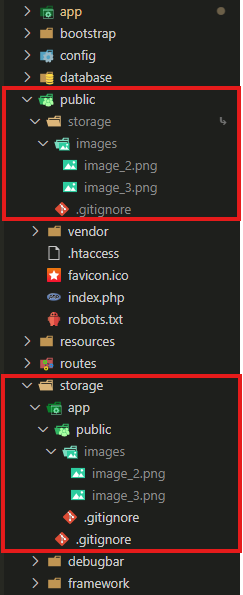 app
bootstrap
config
database
public
storage
images
image_2.png
image_3.png
.gitignore
vendor
.htaccess
favicon.ico
index.php
robots.txt
resources
routes
storage
app
public
images
image_2.png
image_3.png
.gitignore
.gitignore
debugbar
framework